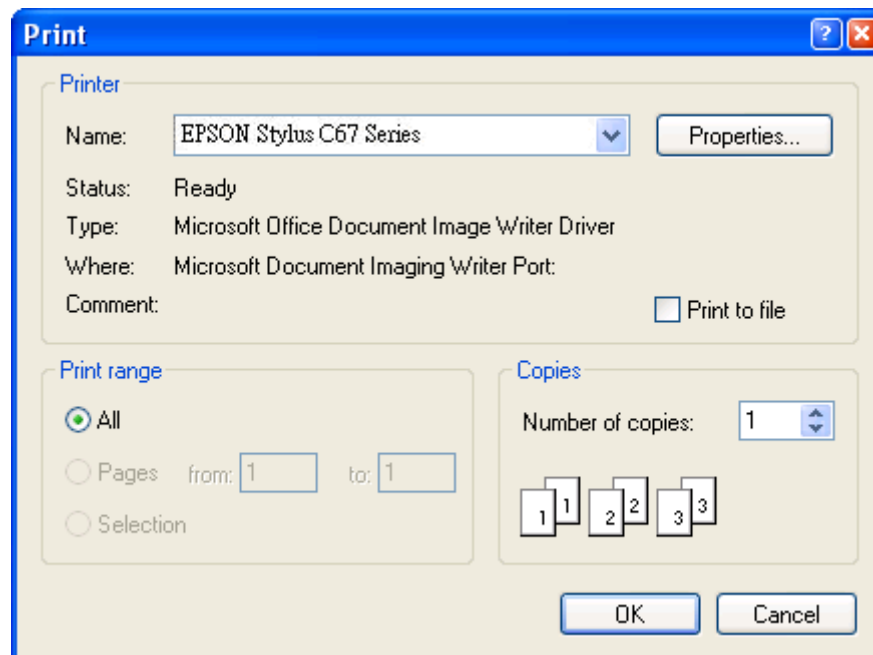 Print
Printer
Name: EPSON Stylus C67 Series Properties...
Status: Ready
Type: Microsoft Office Document Image Writer Driver
Where: Microsoft Document Imaging Writer Port:
Comment: Print to file
Print range
All
Pages from: 1 to: 1
Selection
Copies
Number of copies: 1
1 1 2 2 3 3
OK Cancel